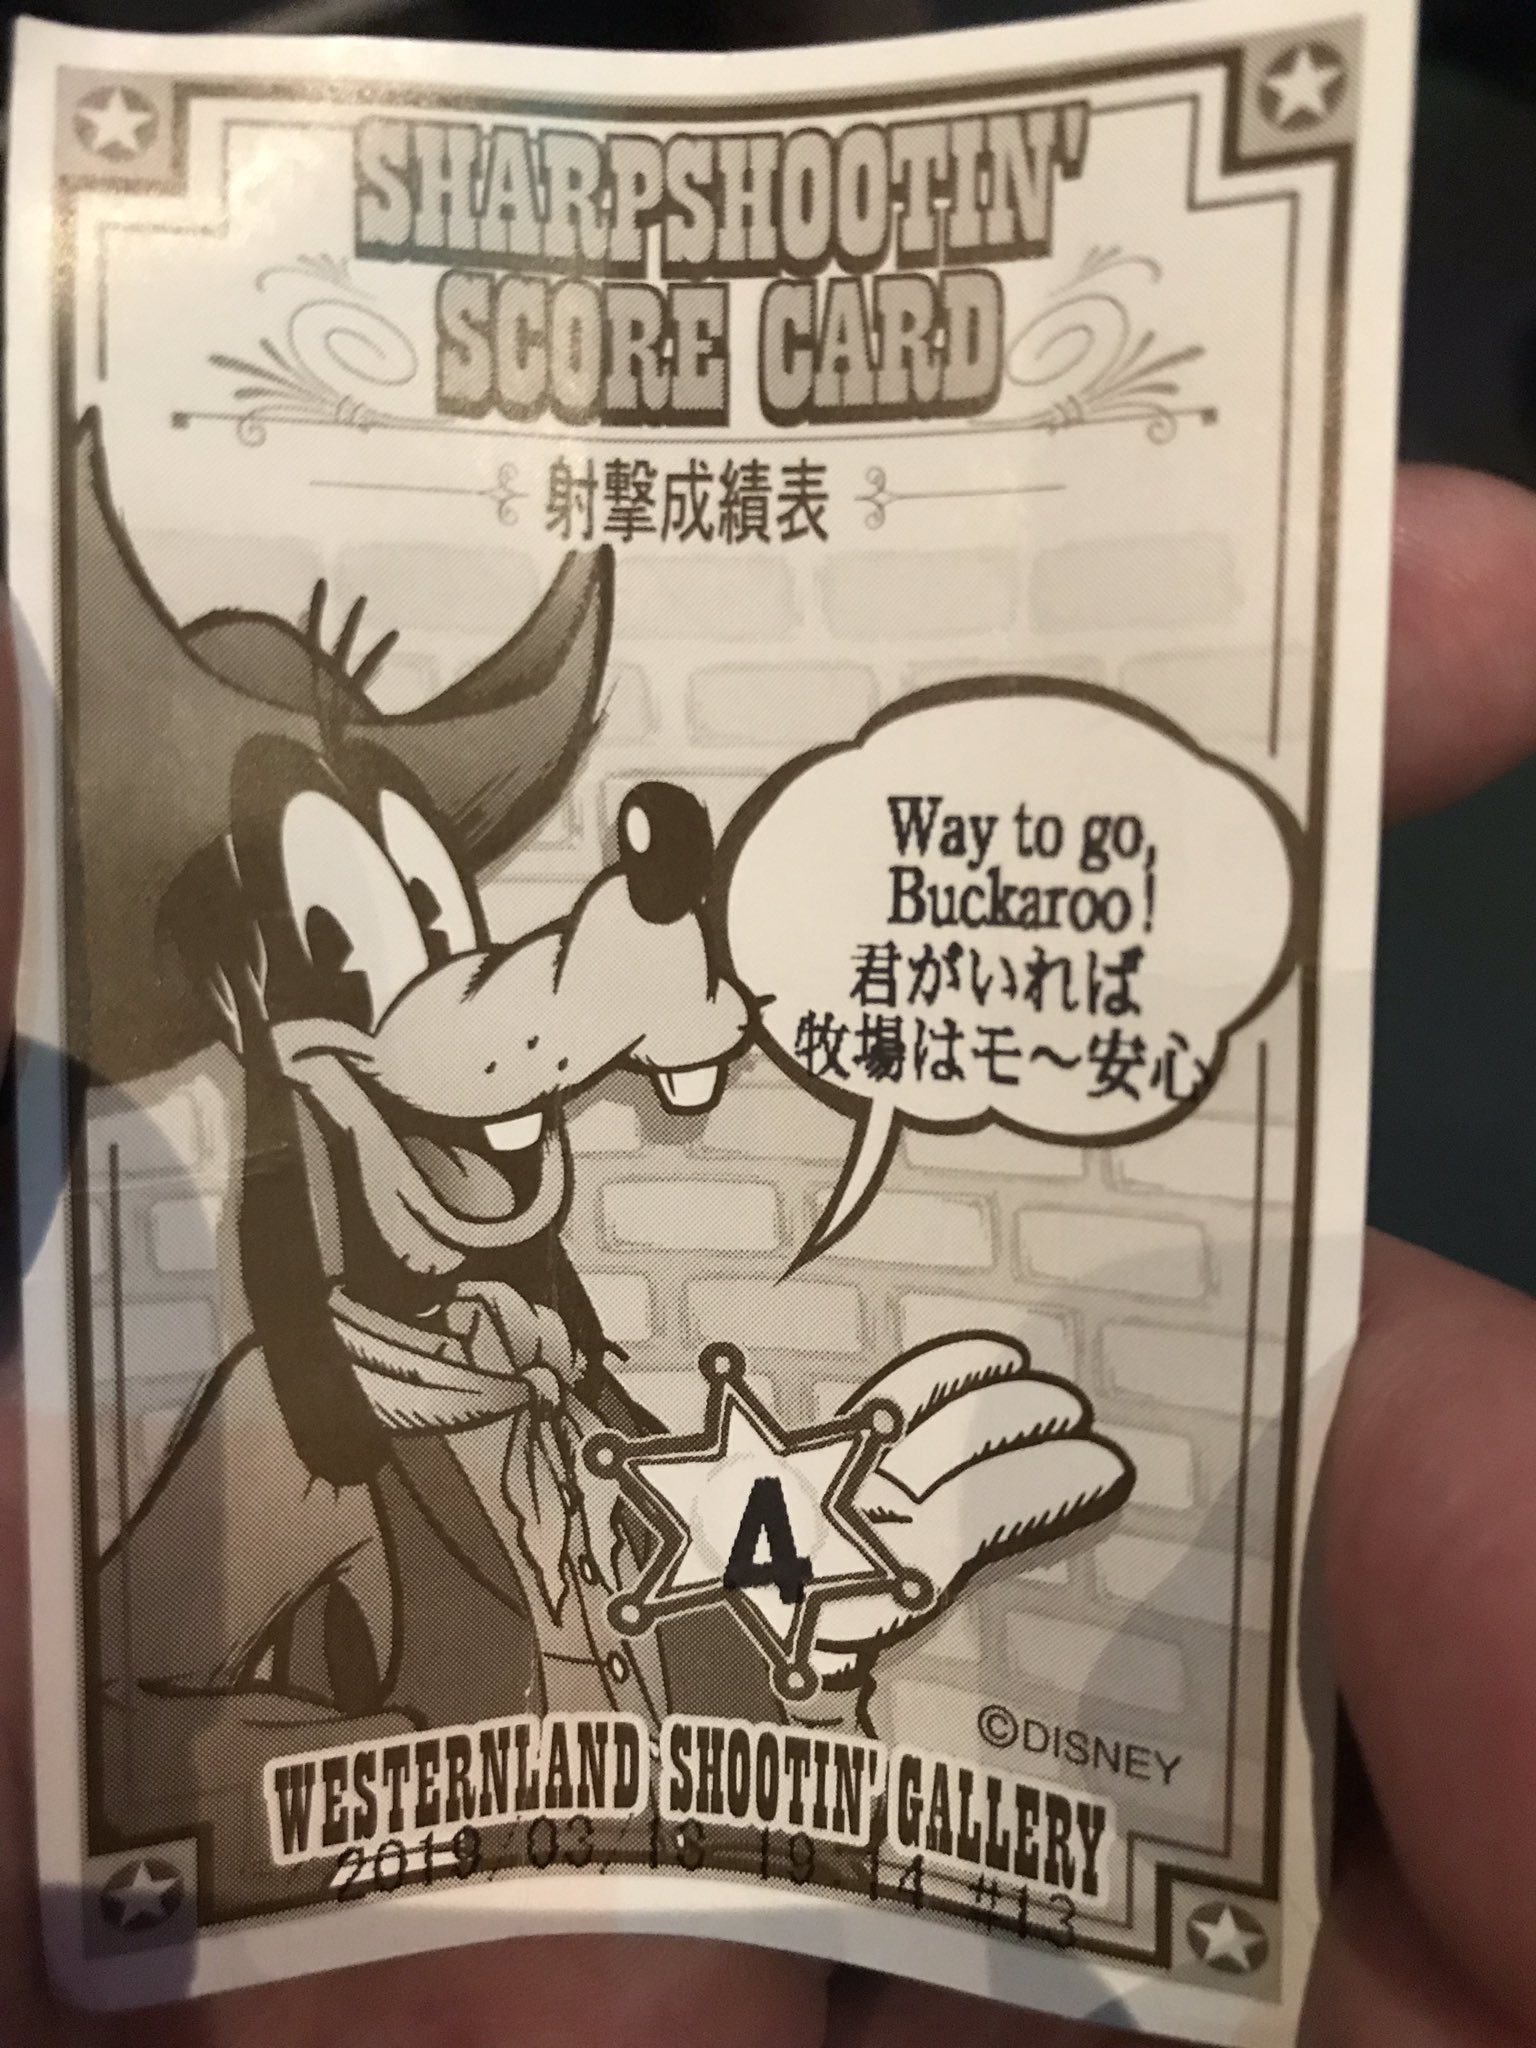 SHARPSHOOTIN'
SCORE CARD
射撃成績表
Way to go,
Buckaroo!
君がいれば
牧場はモ〜安心
4
©DISNEY
WESTERNLAND SHOOTIN' GALLERY
2019/03/18 19:14 #13